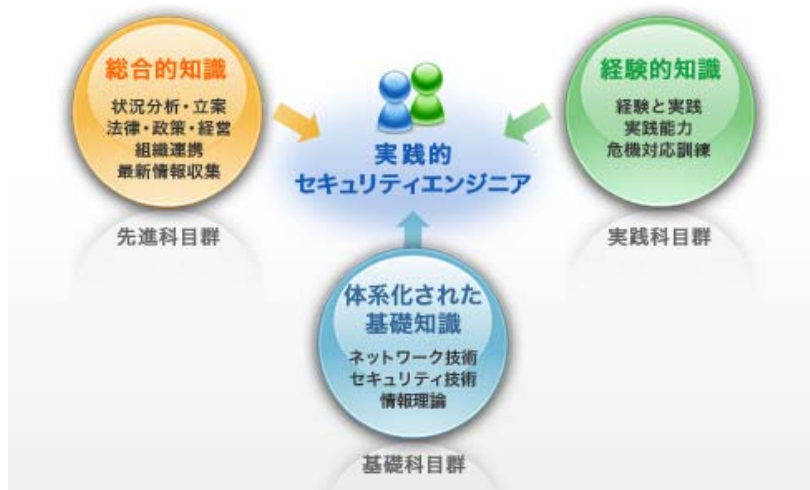 総合的知識
状況分析・立案
法律・政策・経営
組織連携
最新情報収集
先進科目群
実践的
セキュリティエンジニア
経験的知識
経験と実践
実践能力
危機対応訓練
実践科目群
体系化された
基礎知識
ネットワーク技術
セキュリティ技術
情報理論
基礎科目群